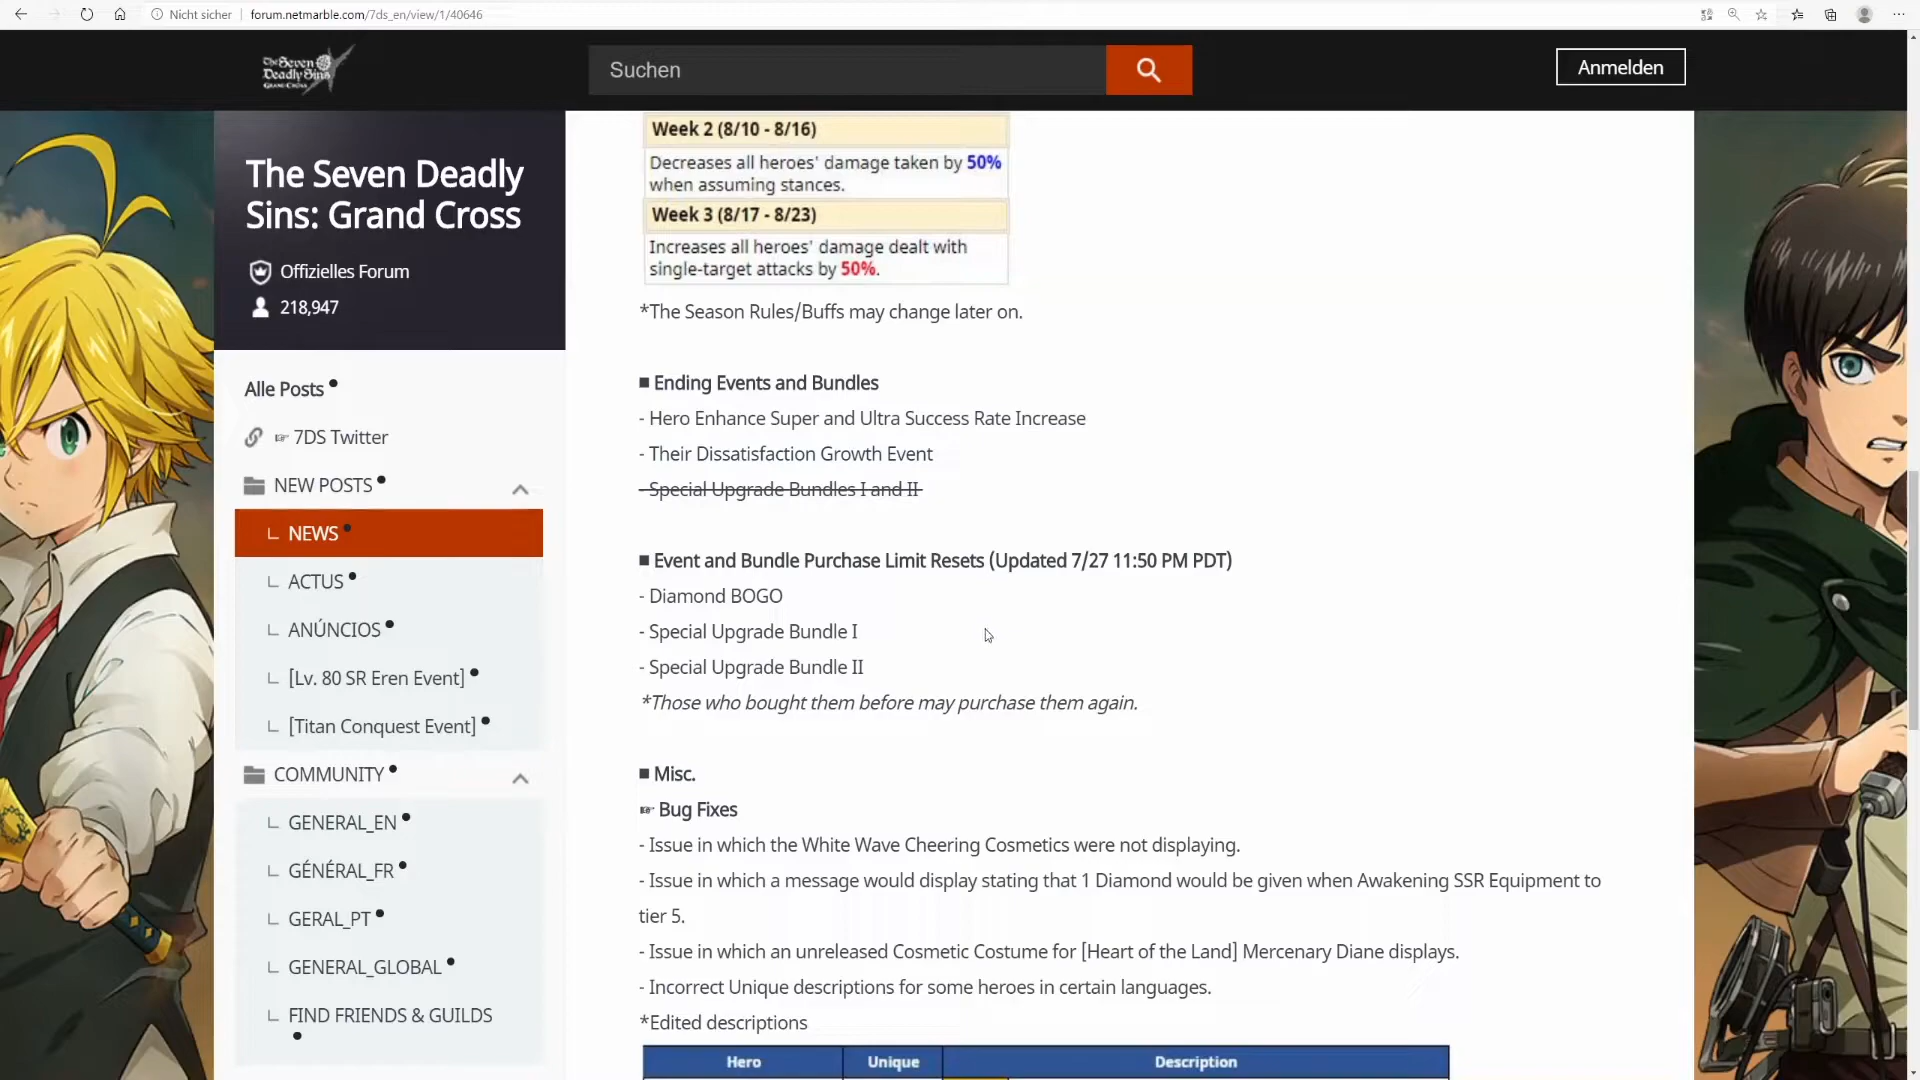 Nicht sicher
forum.netmarble.com/7ds_en/view/1/40646
The Seven
Deadly Sins
GRAND CROSS
Suchen
Anmelden
The Seven Deadly
Sins: Grand Cross
Offizielles Forum
218,947
Alle Posts
☞ 7DS Twitter
NEW POSTS
NEWS
ACTUS
ANÚNCIOS
[Lv. 80 SR Eren Event]
[Titan Conquest Event]
COMMUNITY
GENERAL_EN
GÉNÉRAL_FR
GERAL_PT
GENERAL_GLOBAL
FIND FRIENDS & GUILDS
Week 2 (8/10 - 8/16)
Decreases all heroes' damage taken by 50%
when assuming stances.
Week 3 (8/17 - 8/23)
Increases all heroes' damage dealt with
single-target attacks by 50%.
*The Season Rules/Buffs may change later on.
■ Ending Events and Bundles
- Hero Enhance Super and Ultra Success Rate Increase
- Their Dissatisfaction Growth Event
- Special Upgrade Bundles I and II
■ Event and Bundle Purchase Limit Resets (Updated 7/27 11:50 PM PDT)
- Diamond BOGO
- Special Upgrade Bundle I
- Special Upgrade Bundle II
*Those who bought them before may purchase them again.
■ Misc.
☞ Bug Fixes
- Issue in which the White Wave Cheering Cosmetics were not displaying.
- Issue in which a message would display stating that 1 Diamond would be given when Awakening SSR Equipment to
tier 5.
- Issue in which an unreleased Cosmetic Costume for [Heart of the Land] Mercenary Diane displays.
- Incorrect Unique descriptions for some heroes in certain languages.
*Edited descriptions
Hero Unique Description